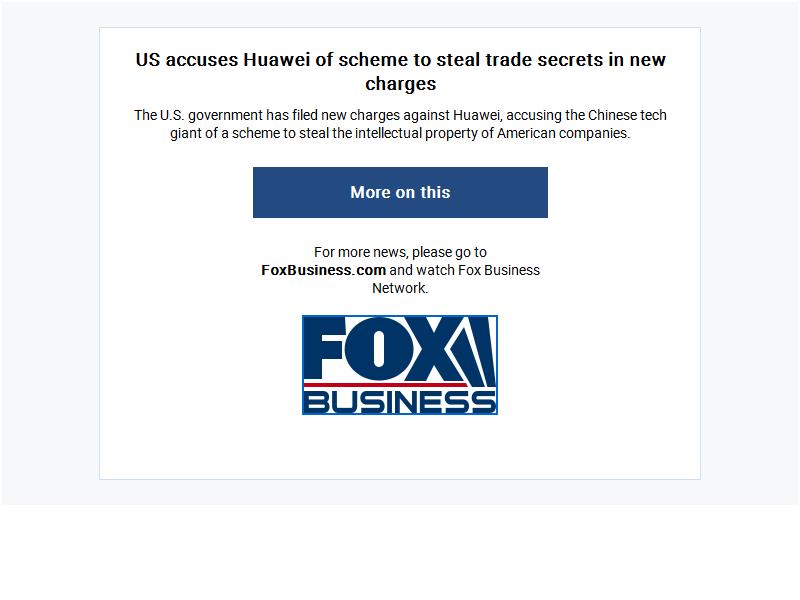 US accuses Huawei of scheme to steal trade secrets in new
charges
The U.S. government has filed new charges against Huawei, accusing the Chinese tech
giant of a scheme to steal the intellectual property of American companies.
More on this
For more news, please go to
FoxBusiness.com and watch Fox Business
Network.
FOX
BUSINESS